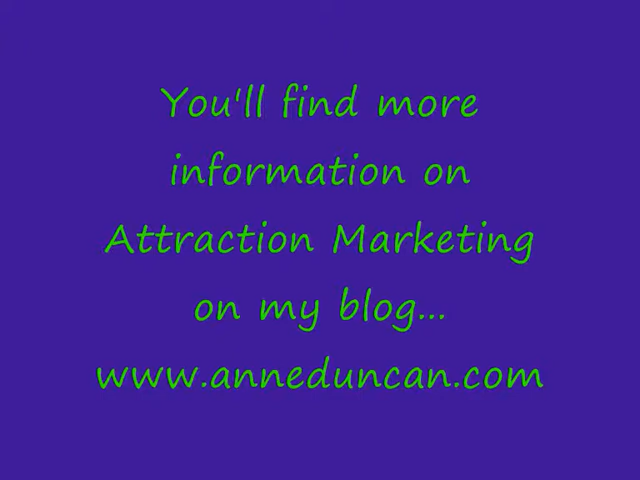 You'll find more
information on
Attraction Marketing
on my blog...
www.anneduncan.com